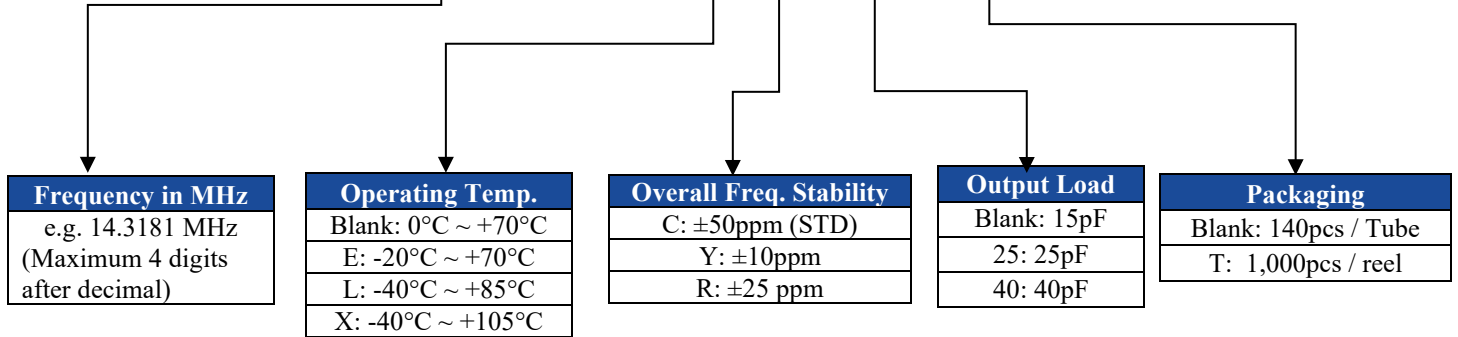 Frequency in MHz
e.g. 14.3181 MHz
(Maximum 4 digits
after decimal)
Operating Temp.
Blank: 0°C ~ +70°C
E: -20°C ~ +70°C
L: -40°C ~ +85°C
X: -40°C ~ +105°C
Overall Freq. Stability
C: ±50ppm (STD)
Y: ±10ppm
R: ±25 ppm
Output Load
Blank: 15pF
25: 25pF
40: 40pF
Packaging
Blank: 140pcs / Tube
T: 1,000pcs / reel